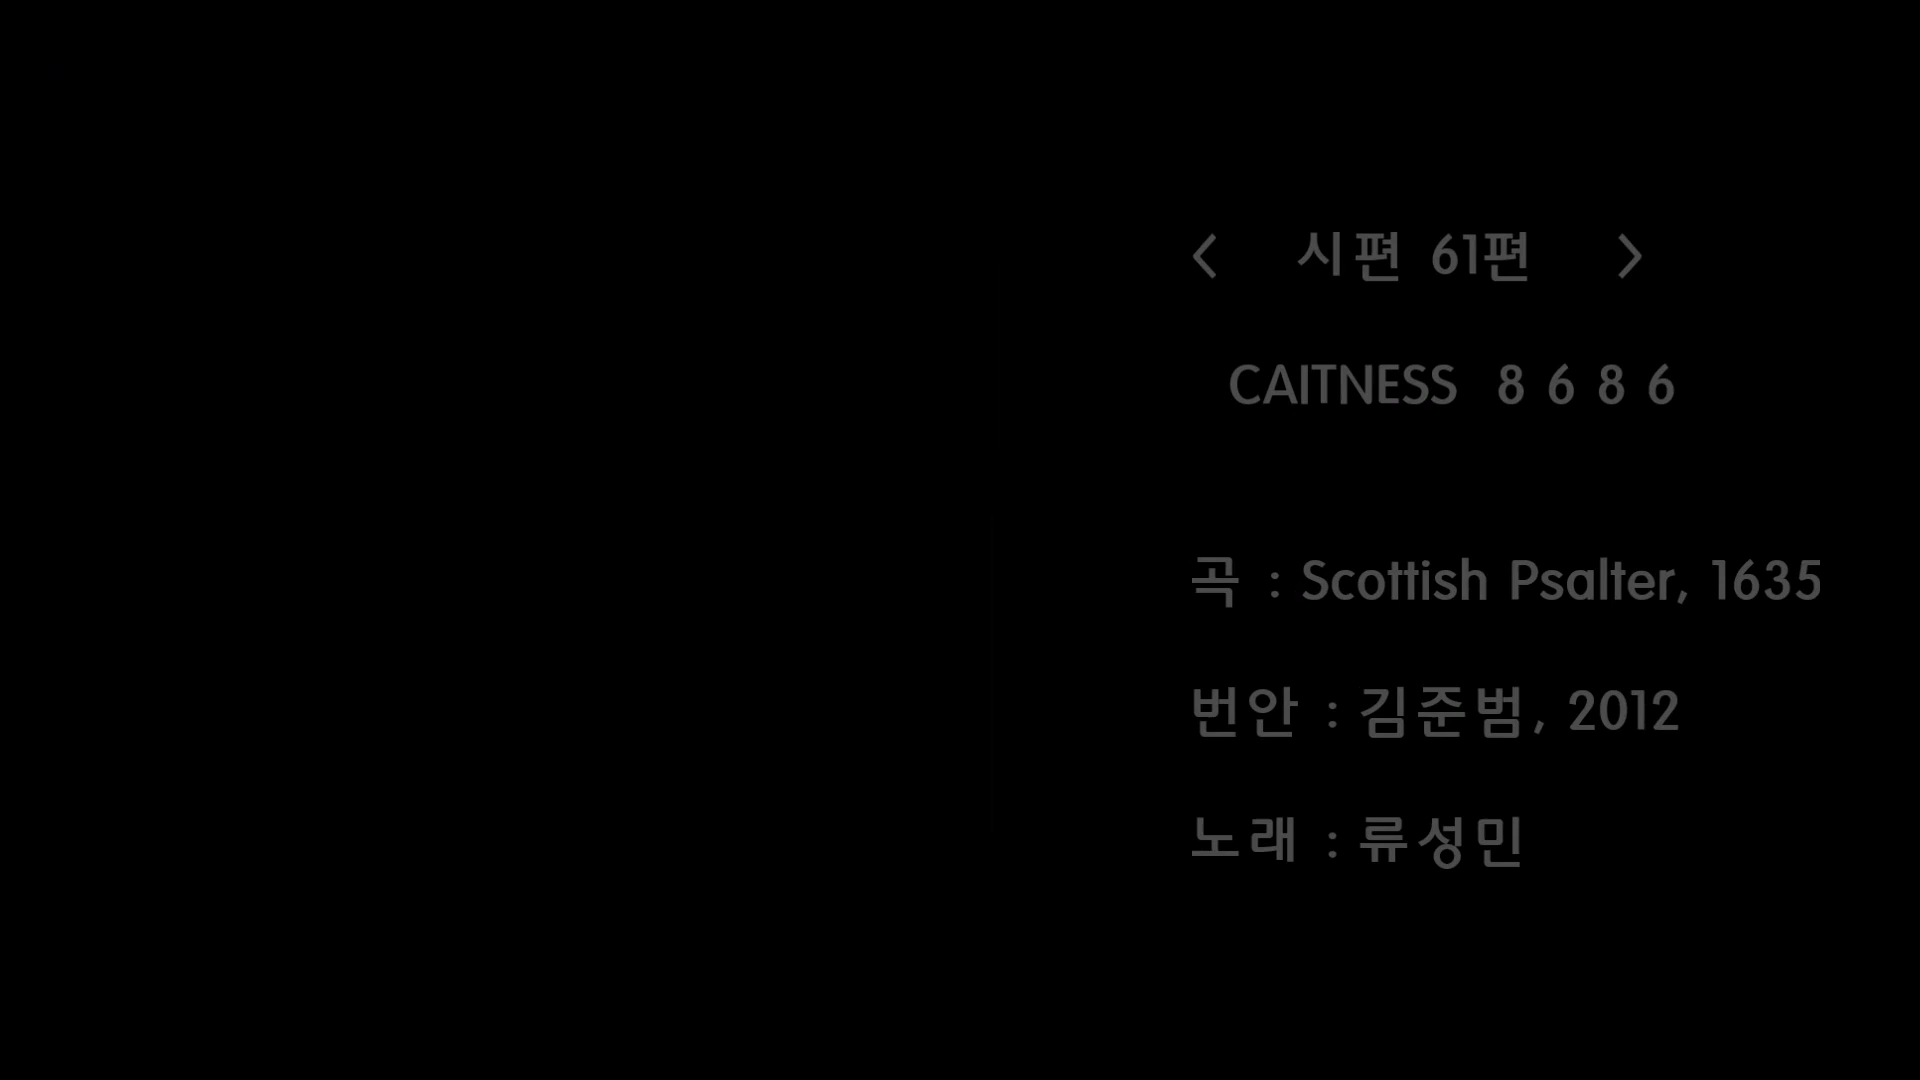 < 시편 61편 >
CAITNESS 8 6 8 6
곡 : Scottish Psalter, 1635
번안 : 김준범, 2012
노래 : 류성민